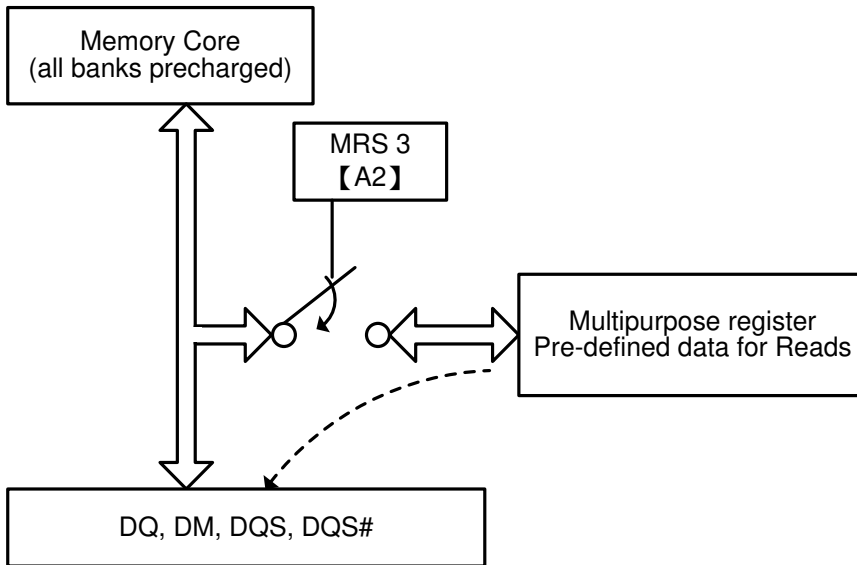 Memory Core
(all banks precharged)
MRS 3
【A2】
Multipurpose register
Pre-defined data for Reads
DQ, DM, DQS, DQS#